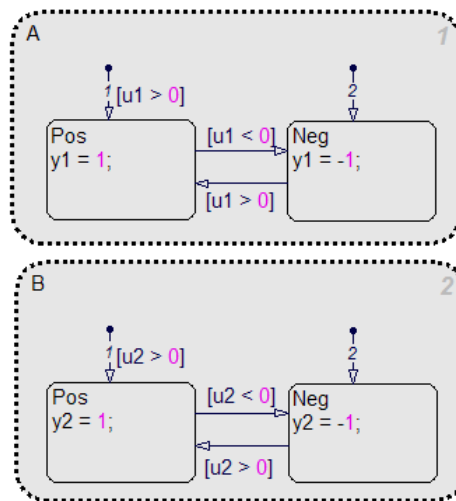 A 1
1 [u1 > 0] 2
Pos [u1 < 0] Neg
y1 = 1; y1 = -1;
[u1 > 0]
B 2
1 [u2 > 0] 2
Pos [u2 < 0] Neg
y2 = 1; y2 = -1;
[u2 > 0]